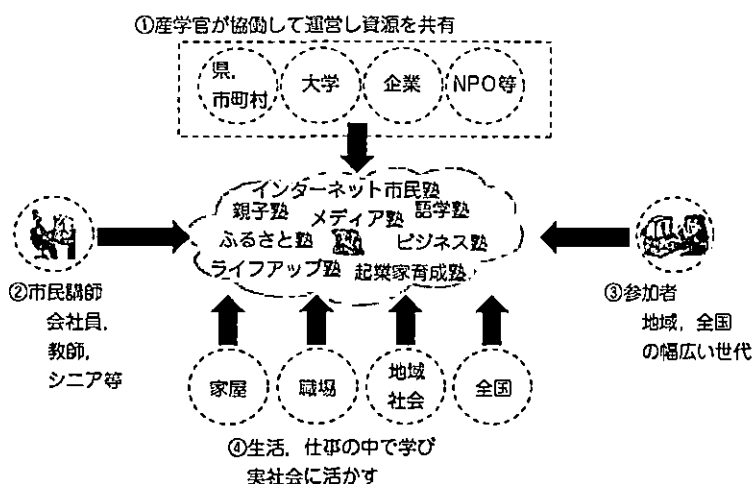 ①産学官が協働して運営し資源を共有
県,
市町村
大学
企業
NPO等
インターネット市民塾
親子塾
メディア塾
語学塾
ふるさと塾
ビジネス塾
ライフアップ塾
起業家育成塾
②市民講師
会社員,
教師,
シニア等
③参加者
地域, 全国
の幅広い世代
家屋
職場
地域
社会
全国
④生活, 仕事の中で学び
実社会に活かす